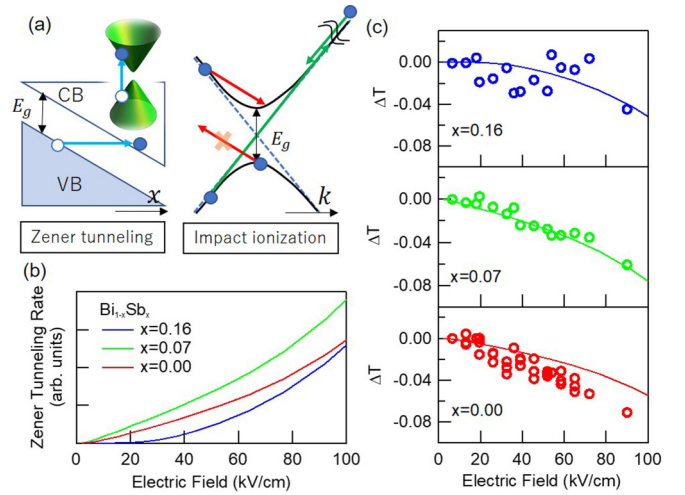 (a)
CB
E_g
VB
x
Zener tunneling
E_g
k
Impact ionization
(b)
Zener Tunneling Rate
(arb. units)
Bi₁₋ₓSbₓ
x=0.16
x=0.07
x=0.00
0
20
40
60
80
100
Electric Field (kV/cm)
(c)
0.00
-0.04
-0.08
ΔT
x=0.16
0.00
-0.04
-0.08
ΔT
x=0.07
0.00
-0.04
-0.08
ΔT
x=0.00
0
20
40
60
80
100
Electric Field (kV/cm)